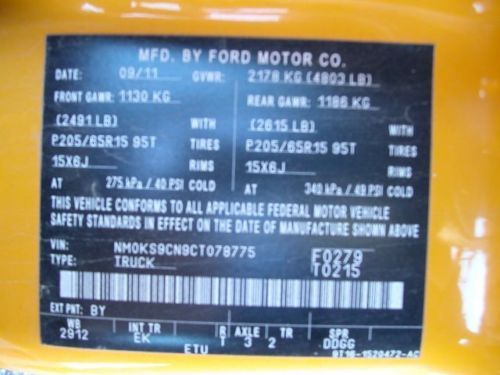 MFD. BY FORD MOTOR CO.
DATE: 09/11 GVWR: 2178 KG (4803 LB)
FRONT GAWR: 1130 KG REAR GAWR: 1186 KG
(2491 LB) WITH (2615 LB) WITH
P205/65R15 95T TIRES P205/65R15 95T TIRES
15X6J RIMS 15X6J RIMS
AT 275 kPa / 40 PSI COLD AT 340 kPa / 49 PSI COLD
THIS VEHICLE CONFORMS TO ALL APPLICABLE FEDERAL MOTOR VEHICLE
SAFETY STANDARDS IN EFFECT ON THE DATE OF MANUFACTURE SHOWN ABOVE
VIN: NM0KS9CN9CT078775 F0279
TYPE: TRUCK T0215
EXT PNT: BY
WB INT TR R AXLE TR SPR
2912 EK T 3 2 DDGG
ETU 9T16-1520472-AC